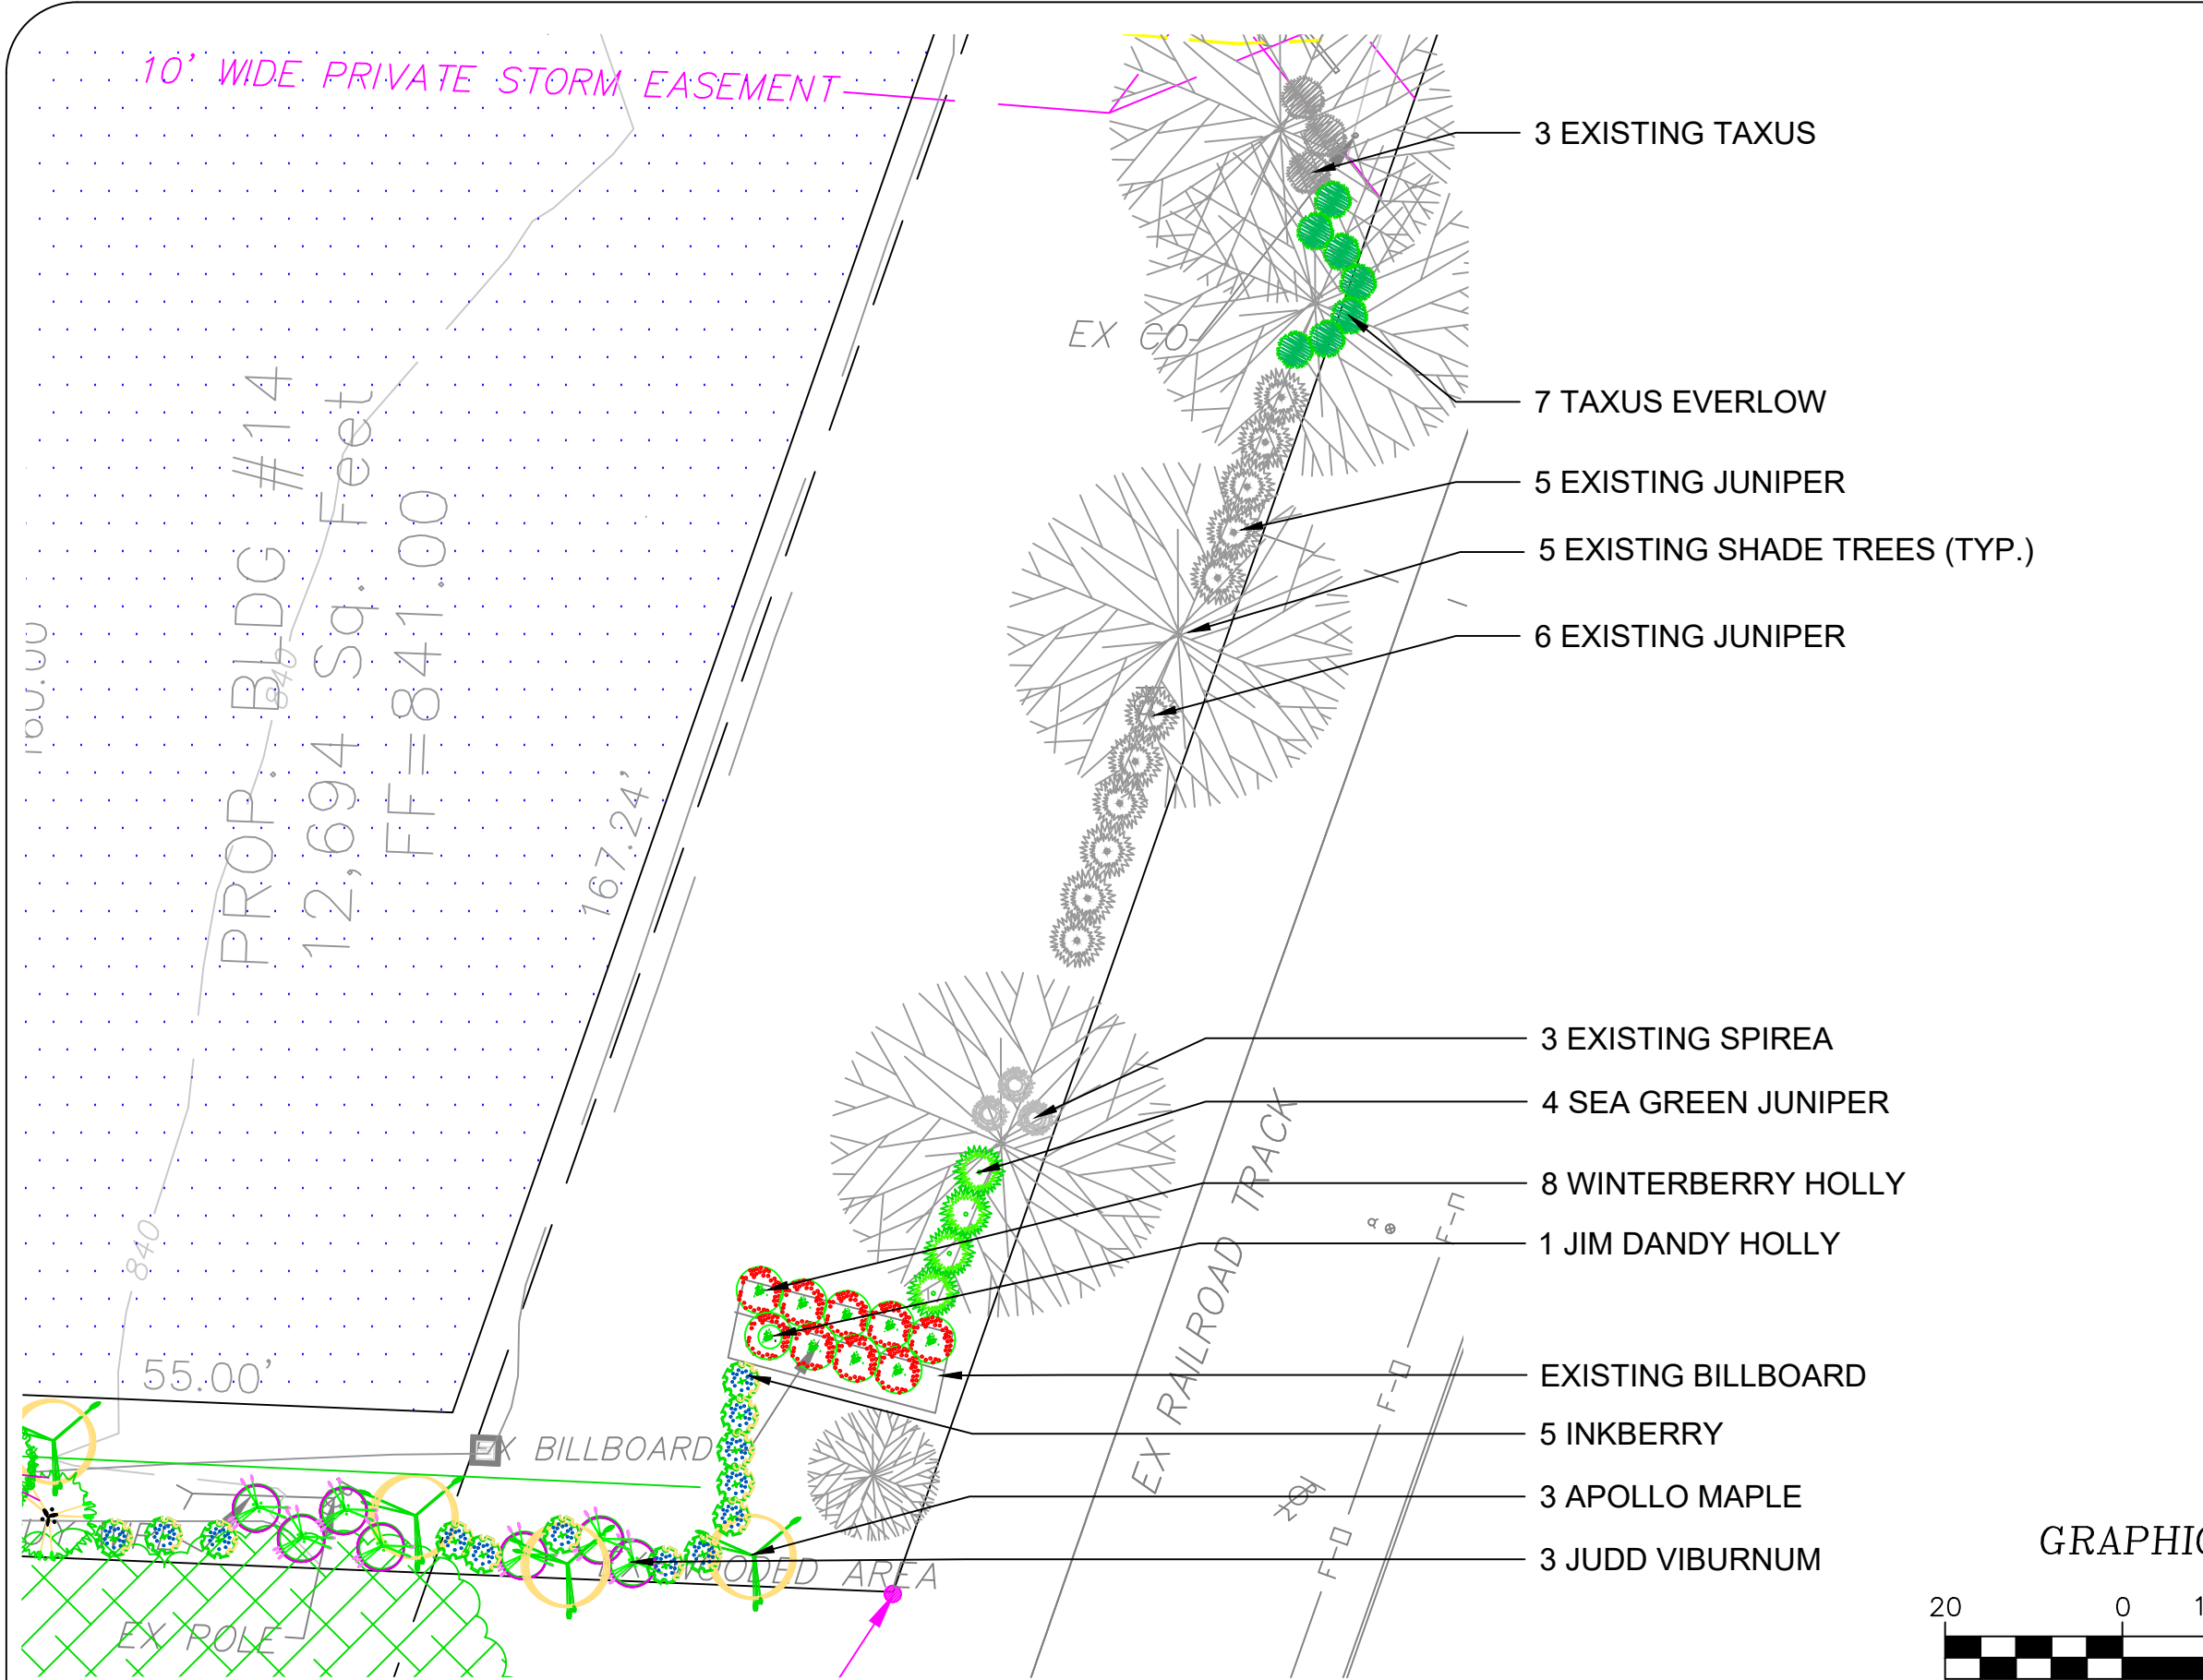 10' WIDE PRIVATE STORM EASEMENT
3 EXISTING TAXUS
EX CO
7 TAXUS EVERLOW
5 EXISTING JUNIPER
5 EXISTING SHADE TREES (TYP.)
6 EXISTING JUNIPER
PROP. BLDG #14
12,694 Sq. Feet
FF=841.00
840
167.24'
3 EXISTING SPIREA
4 SEA GREEN JUNIPER
8 WINTERBERRY HOLLY
1 JIM DANDY HOLLY
EX RAILROAD TRACK
840
55.00'
EXISTING BILLBOARD
5 INKBERRY
EX BILLBOARD
3 APOLLO MAPLE
3 JUDD VIBURNUM
AREA
EX POLE
F-O
F-O
F-O
GRAPHIC
20
0